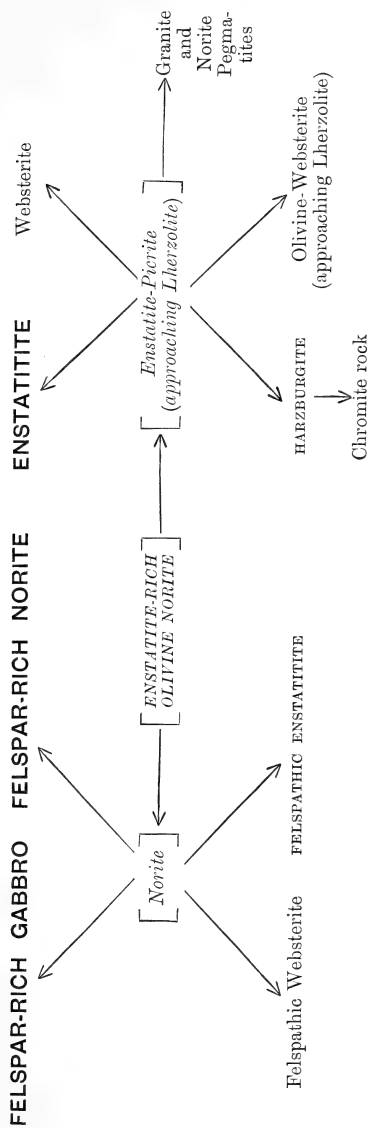 FELSPAR-RICH GABBRO FELSPAR-RICH NORITE ENSTATITITE Websterite
[Norite]
[ENSTATITE-RICH
OLIVINE NORITE]
[Enstatite-Picrite
(approaching Lherzolite)]
Granite
and
Norite
Pegma-
tites
Felspathic Websterite
FELSPATHIC ENSTATITITE
HARZBURGITE
Olivine-Websterite
(approaching Lherzolite)
Chromite rock